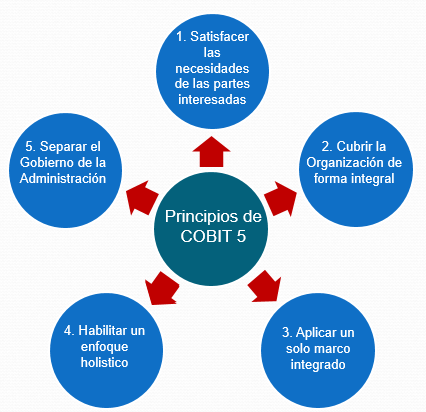 1. Satisfacer
las
necesidades
de las partes
interesadas
2. Cubrir la
Organización de
forma integral
3. Aplicar un
solo marco
integrado
4. Habilitar un
enfoque
holistico
5. Separar el
Gobierno de la
Administración
Principios de
COBIT 5